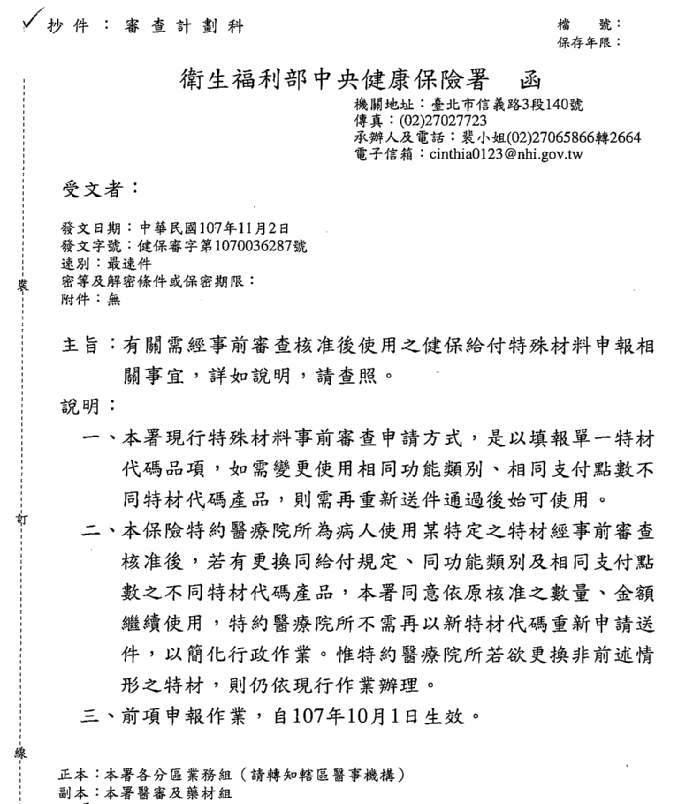 抄件：審查計劃科
檔　　號：
保存年限：
衛生福利部中央健康保險署　函
機關地址：臺北市信義路3段140號
傳真：(02)27027723
承辦人及電話：裴小姐(02)27065866轉2664
電子信箱：cinthia0123@nhi.gov.tw
受文者：
發文日期：中華民國107年11月2日
發文字號：健保審字第1070036287號
速別：最速件
密等及解密條件或保密期限：
附件：無
主旨：有關需經事前審查核准後使用之健保給付特殊材料申報相
關事宜，詳如說明，請查照。
說明：
一、本署現行特殊材料事前審查申請方式，是以填報單一特材
代碼品項，如需變更使用相同功能類別、相同支付點數不
同特材代碼產品，則需再重新送件通過後始可使用。
二、本保險特約醫療院所為病人使用某特定之特材經事前審查
核准後，若有更換同給付規定、同功能類別及相同支付點
數之不同特材代碼產品，本署同意依原核准之數量、金額
繼續使用，特約醫療院所不需再以新特材代碼重新申請送
件，以簡化行政作業。惟特約醫療院所若欲更換非前述情
形之特材，則仍依現行作業辦理。
三、前項申報作業，自107年10月1日生效。
裝
訂
線
正本：本署各分區業務組（請轉知轄區醫事機構）
副本：本署醫審及藥材組